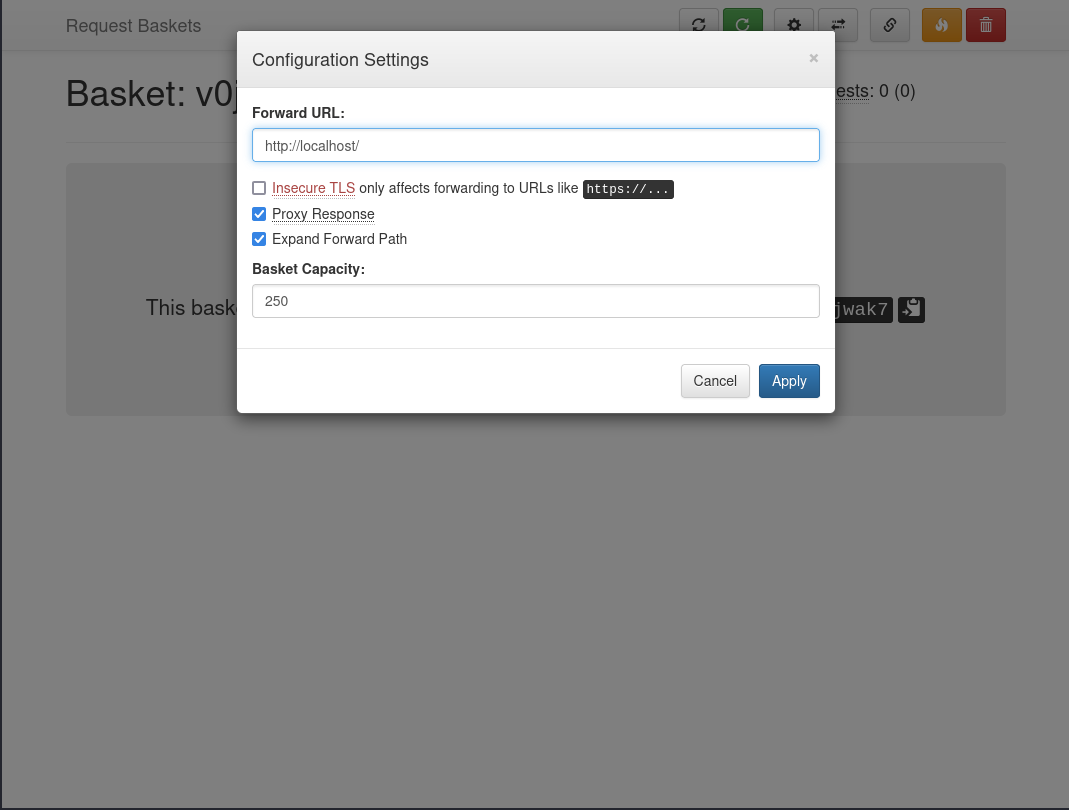 Request Baskets
Configuration Settings ×
Basket: v0j
ests: 0 (0)
Forward URL:
http://localhost/
Insecure TLS only affects forwarding to URLs like https://...
Proxy Response
Expand Forward Path
Basket Capacity:
250
This bask
jwak7
Cancel Apply